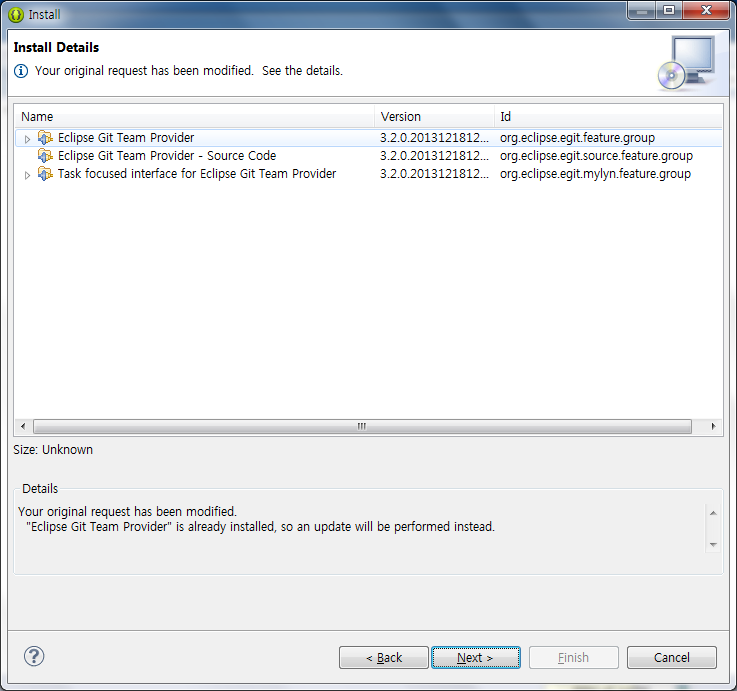 Install
Install Details
Your original request has been modified.  See the details.
Name Version Id
Eclipse Git Team Provider 3.2.0.2013121812... org.eclipse.egit.feature.group
Eclipse Git Team Provider - Source Code 3.2.0.2013121812... org.eclipse.egit.source.feature.group
Task focused interface for Eclipse Git Team Provider 3.2.0.2013121812... org.eclipse.egit.mylyn.feature.group
Size: Unknown
Details
Your original request has been modified.
"Eclipse Git Team Provider" is already installed, so an update will be performed instead.
< Back Next > Finish Cancel